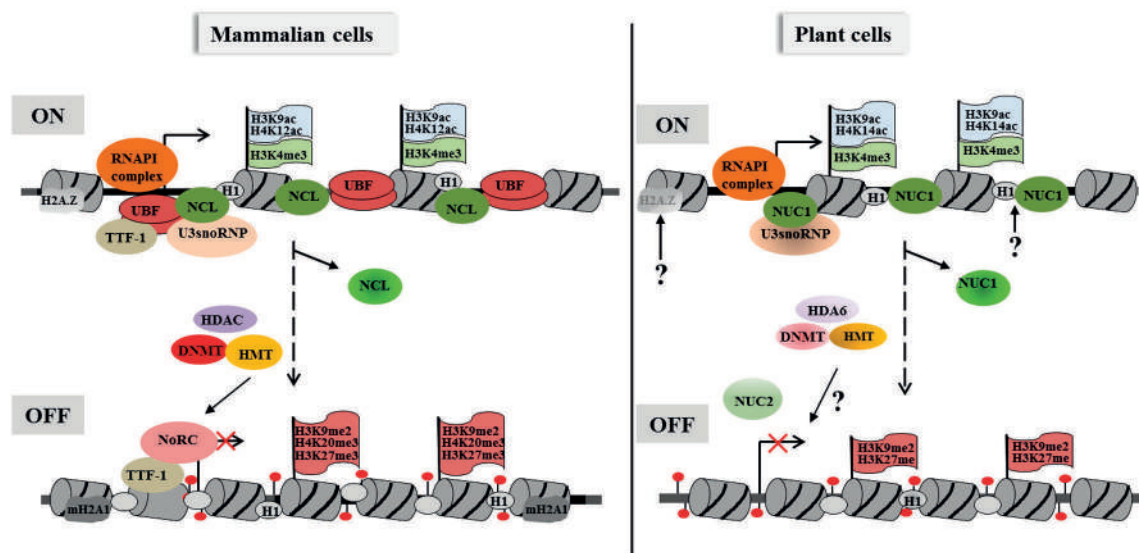 Mammalian cells
ON
H3K9ac
H4K12ac
H3K4me3
H3K9ac
H4K12ac
H3K4me3
RNAPI
complex
H2A.Z
UBF
NCL
H1
NCL
UBF
H1
NCL
UBF
TTF-1
U3snoRNP
NCL
HDAC
DNMT
HMT
OFF
NoRC
TTF-1
H3K9me2
H4K20me3
H3K27me3
H3K9me2
H4K20me3
H3K27me3
mH2A1
H1
H1
mH2A1
Plant cells
ON
H3K9ac
H4K14ac
H3K4me3
H3K9ac
H4K14ac
H3K4me3
RNAPI
complex
H2A.Z
NUC1
H1
NUC1
H1
NUC1
U3snoRNP
?
?
NUC1
HDA6
DNMT
HMT
NUC2
?
OFF
H3K9me2
H3K27me
H3K9me2
H3K27me
H1